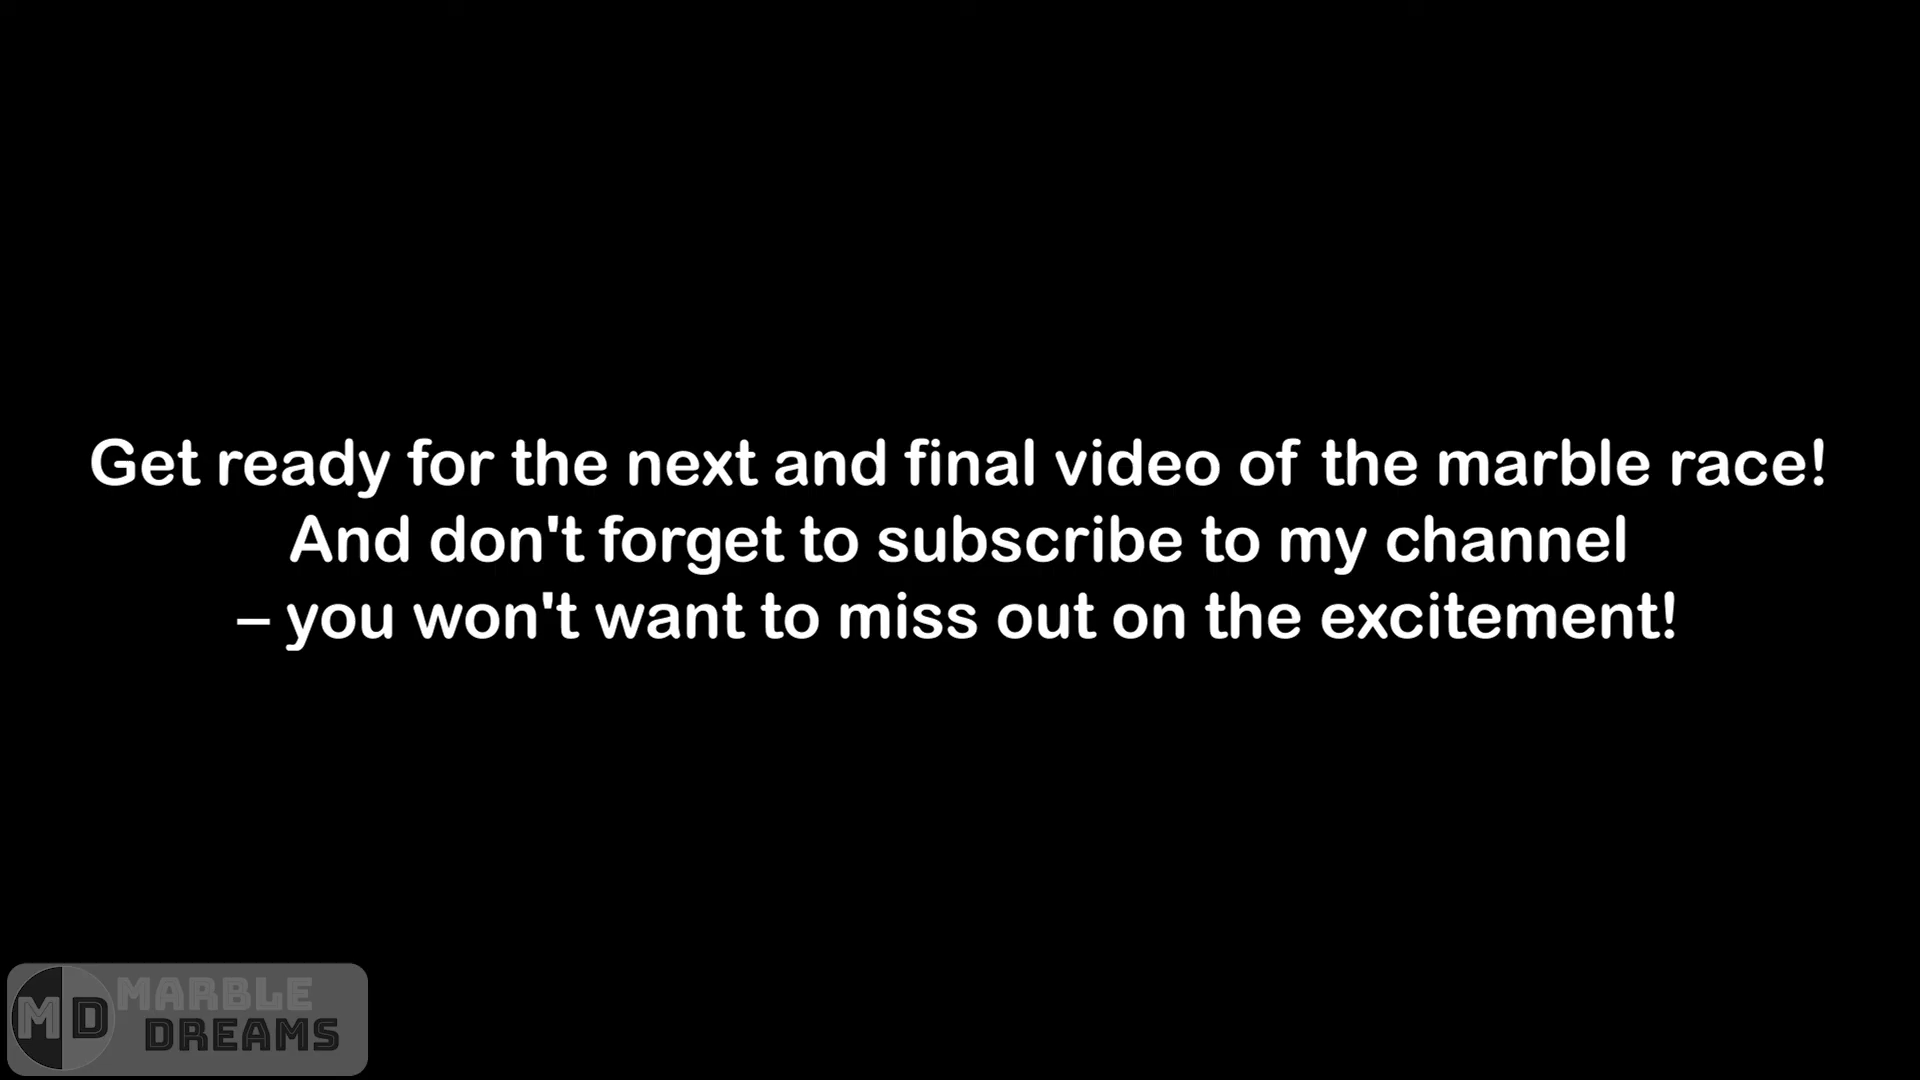 Get ready for the next and final video of the marble race!
And don't forget to subscribe to my channel
– you won't want to miss out on the excitement!
MD MARBLE
DREAMS